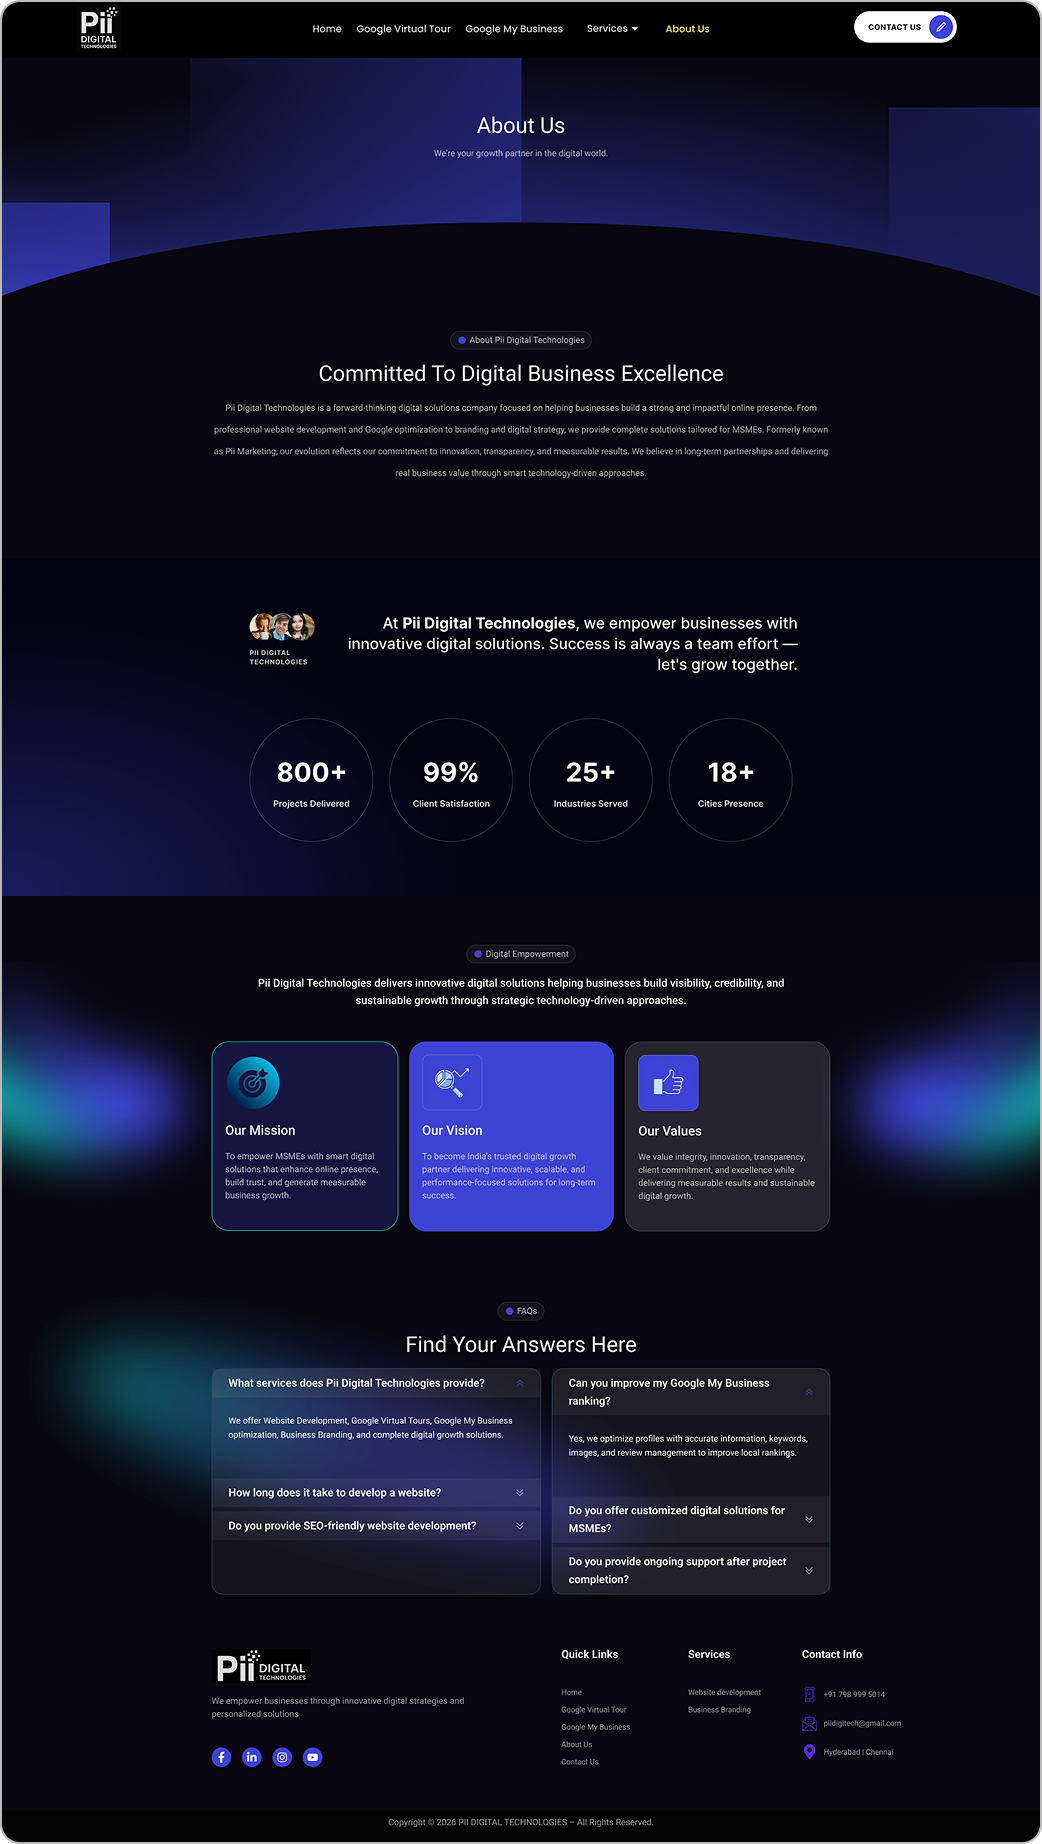 Pii
DIGITAL
TECHNOLOGIES
Home Google Virtual Tour Google My Business Services About Us
CONTACT US
About Us
We're your growth partner in the digital world.
About Pii Digital Technologies
Committed To Digital Business Excellence
Pii Digital Technologies is a forward-thinking digital solutions company focused on helping businesses build a strong and impactful online presence. From
professional website development and Google optimization to branding and digital strategy, we provide complete solutions tailored for MSMEs. Formerly known
as Pii Marketing, our evolution reflects our commitment to innovation, transparency, and measurable results. We believe in long-term partnerships and delivering
real business value through smart technology-driven approaches.
PII DIGITAL
TECHNOLOGIES
At Pii Digital Technologies, we empower businesses with
innovative digital solutions. Success is always a team effort —
let's grow together.
800+
Projects Delivered
99%
Client Satisfaction
25+
Industries Served
18+
Cities Presence
Digital Empowerment
Pii Digital Technologies delivers innovative digital solutions helping businesses build visibility, credibility, and
sustainable growth through strategic technology-driven approaches.
Our Mission
To empower MSMEs with smart digital
solutions that enhance online presence,
build trust, and generate measurable
business growth.
Our Vision
To become India's trusted digital growth
partner delivering innovative, scalable, and
performance-focused solutions for long-term
success.
Our Values
We value integrity, innovation, transparency,
client commitment, and excellence while
delivering measurable results and sustainable
digital growth.
FAQs
Find Your Answers Here
What services does Pii Digital Technologies provide?
We offer Website Development, Google Virtual Tours, Google My Business
optimization, Business Branding, and complete digital growth solutions.
How long does it take to develop a website?
Do you provide SEO-friendly website development?
Can you improve my Google My Business
ranking?
Yes, we optimize profiles with accurate information, keywords,
images, and review management to improve local rankings.
Do you offer customized digital solutions for
MSMEs?
Do you provide ongoing support after project
completion?
Pii DIGITAL
TECHNOLOGIES
We empower businesses through innovative digital strategies and
personalized solutions
Quick Links
Home
Google Virtual Tour
Google My Business
About Us
Contact Us
Services
Website development
Business Branding
Contact Info
+91 798 999 5014
piidigitech@gmail.com
Hyderabad | Chennai
Copyright © 2026 PII DIGITAL TECHNOLOGIES – All Rights Reserved.